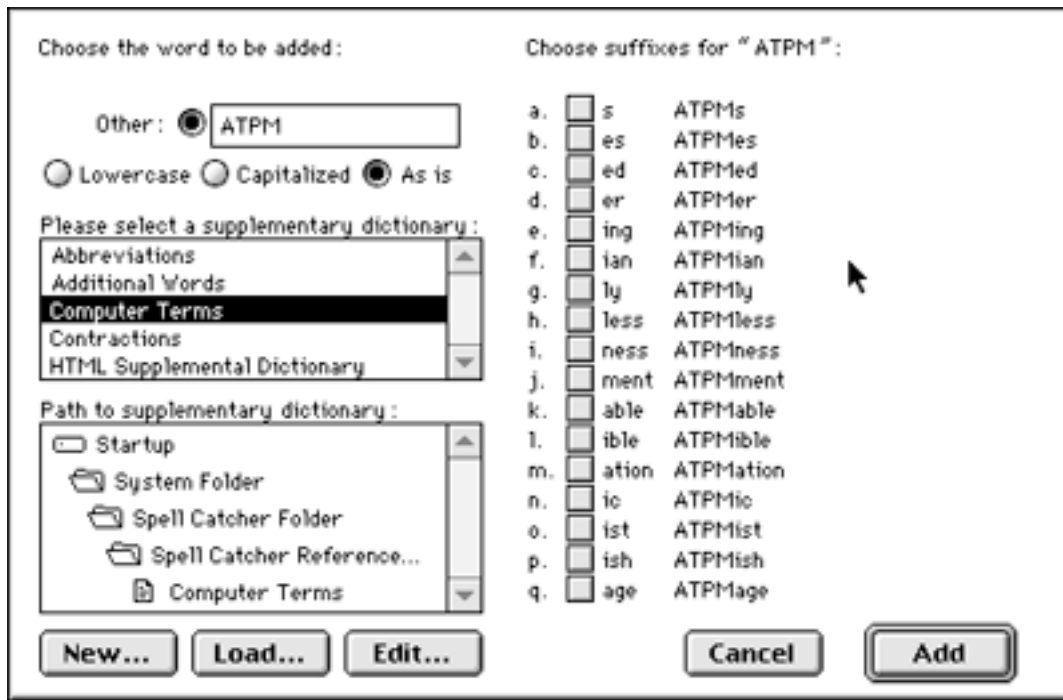 Choose the word to be added:
Other: ATPM
Lowercase Capitalized As is
Please select a supplementary dictionary:
Abbreviations
Additional Words
Computer Terms
Contractions
HTML Supplemental Dictionary
Path to supplementary dictionary:
Startup
System Folder
Spell Catcher Folder
Spell Catcher Reference...
Computer Terms
New... Load... Edit...
Choose suffixes for "ATPM":
a. s ATPMs
b. es ATPMes
c. ed ATPMed
d. er ATPMer
e. ing ATPMing
f. ian ATPMian
g. ly ATPMly
h. less ATPMless
i. ness ATPMness
j. ment ATPMment
k. able ATPMable
l. ible ATPMible
m. ation ATPMation
n. ic ATPMic
o. ist ATPMist
p. ish ATPMish
q. age ATPMage
Cancel Add